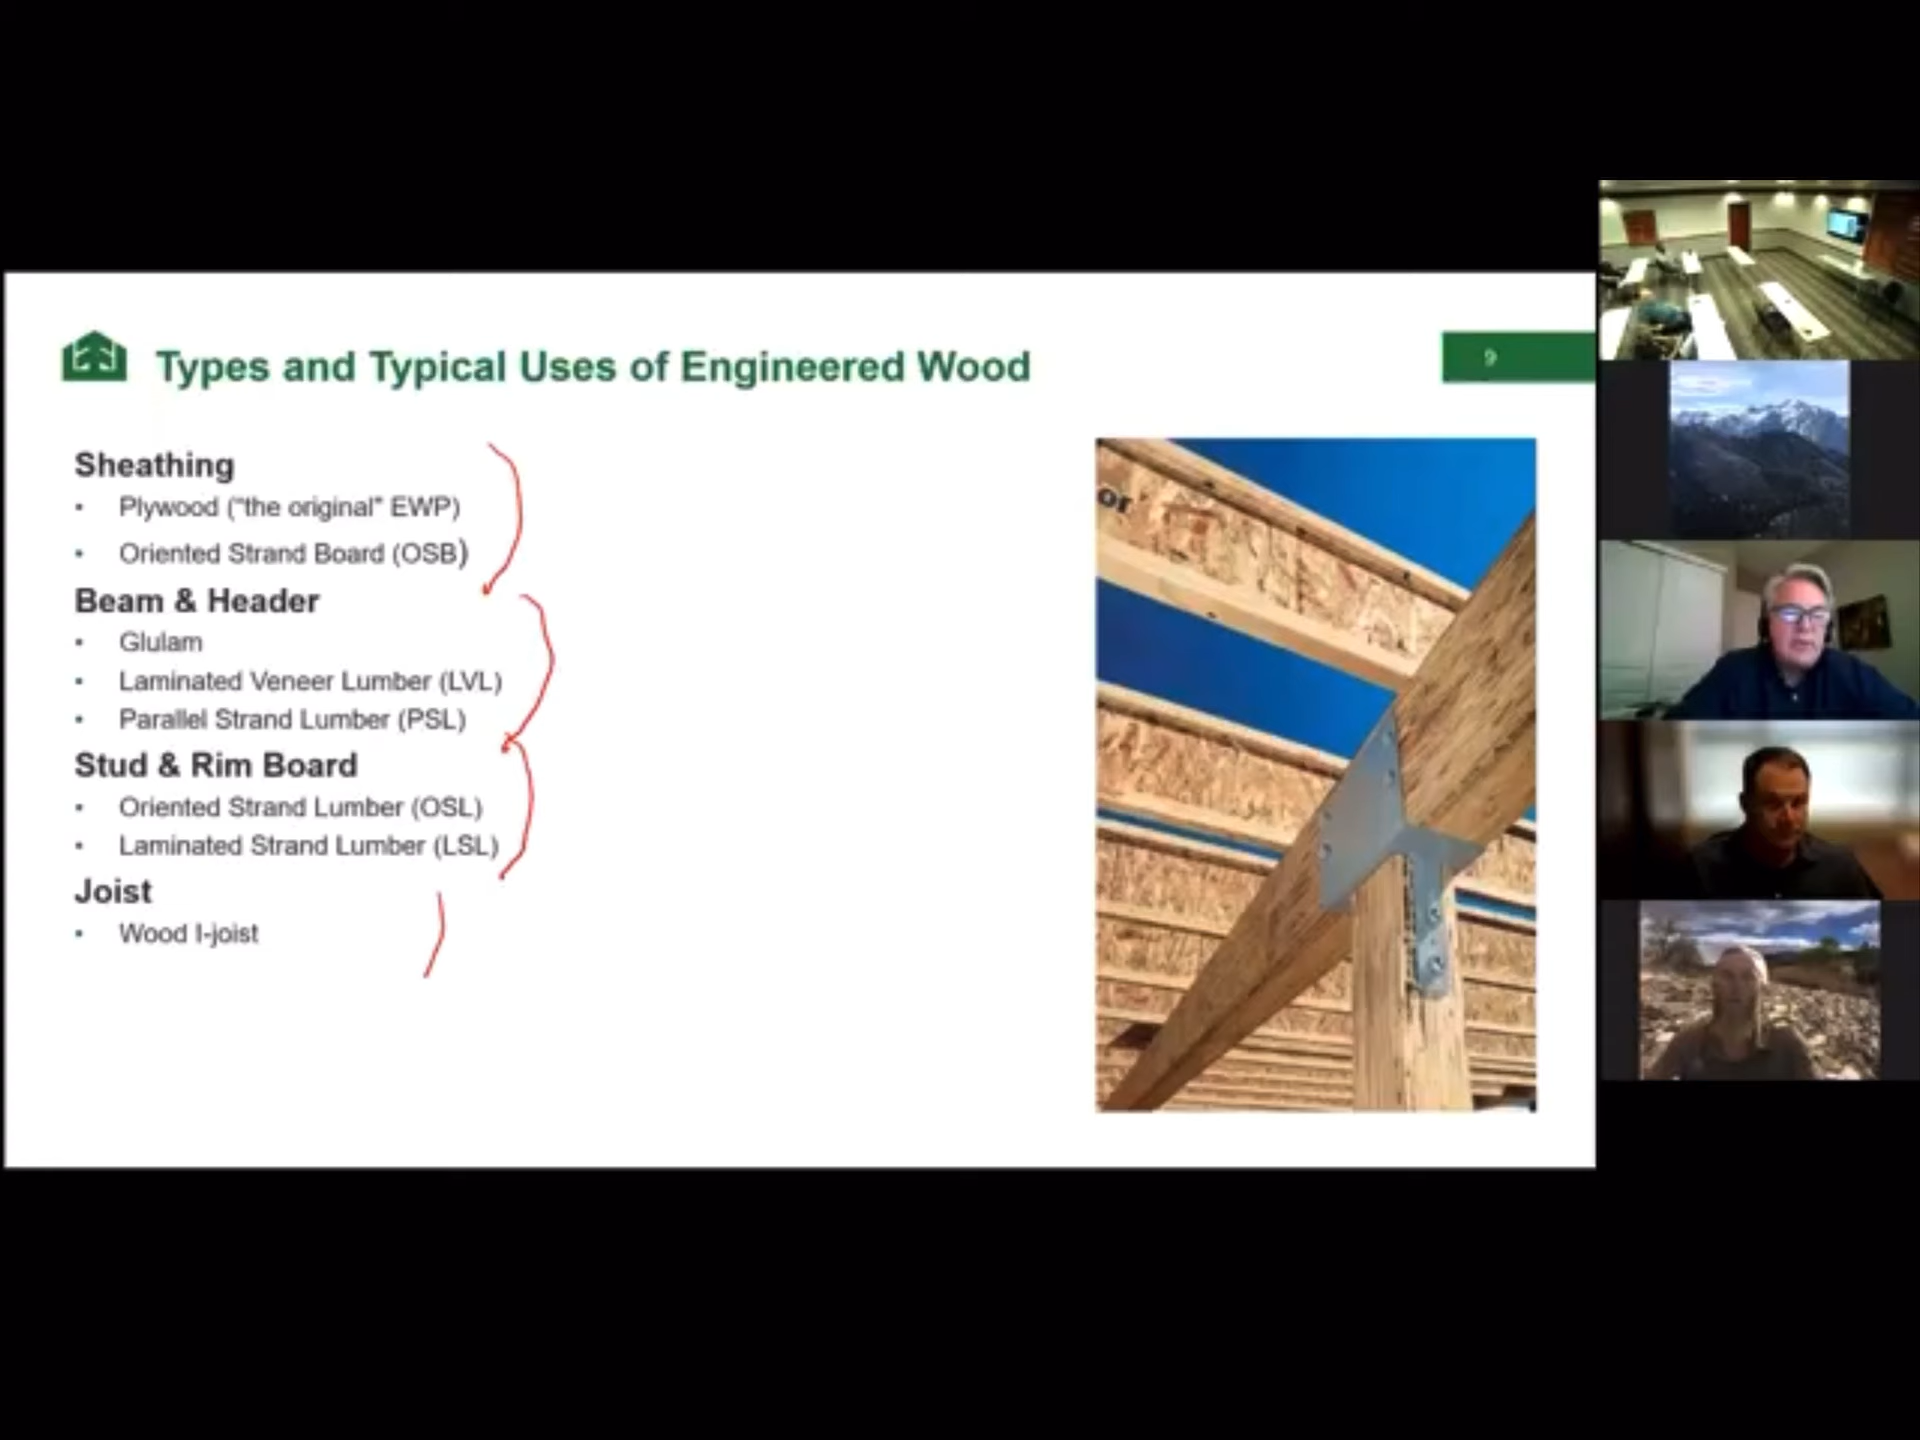 Types and Typical Uses of Engineered Wood
9
Sheathing
• Plywood ("the original" EWP)
• Oriented Strand Board (OSB)
Beam & Header
• Glulam
• Laminated Veneer Lumber (LVL)
• Parallel Strand Lumber (PSL)
Stud & Rim Board
• Oriented Strand Lumber (OSL)
• Laminated Strand Lumber (LSL)
Joist
• Wood I-joist
or